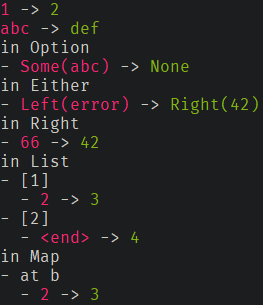 1 -> 2
abc -> def
in Option
- Some(abc) -> None
in Either
- Left(error) -> Right(42)
in Right
- 66 -> 42
in List
- [1]
  - 2 -> 3
- [2]
  - <end> -> 4
in Map
- at b
  - 2 -> 3